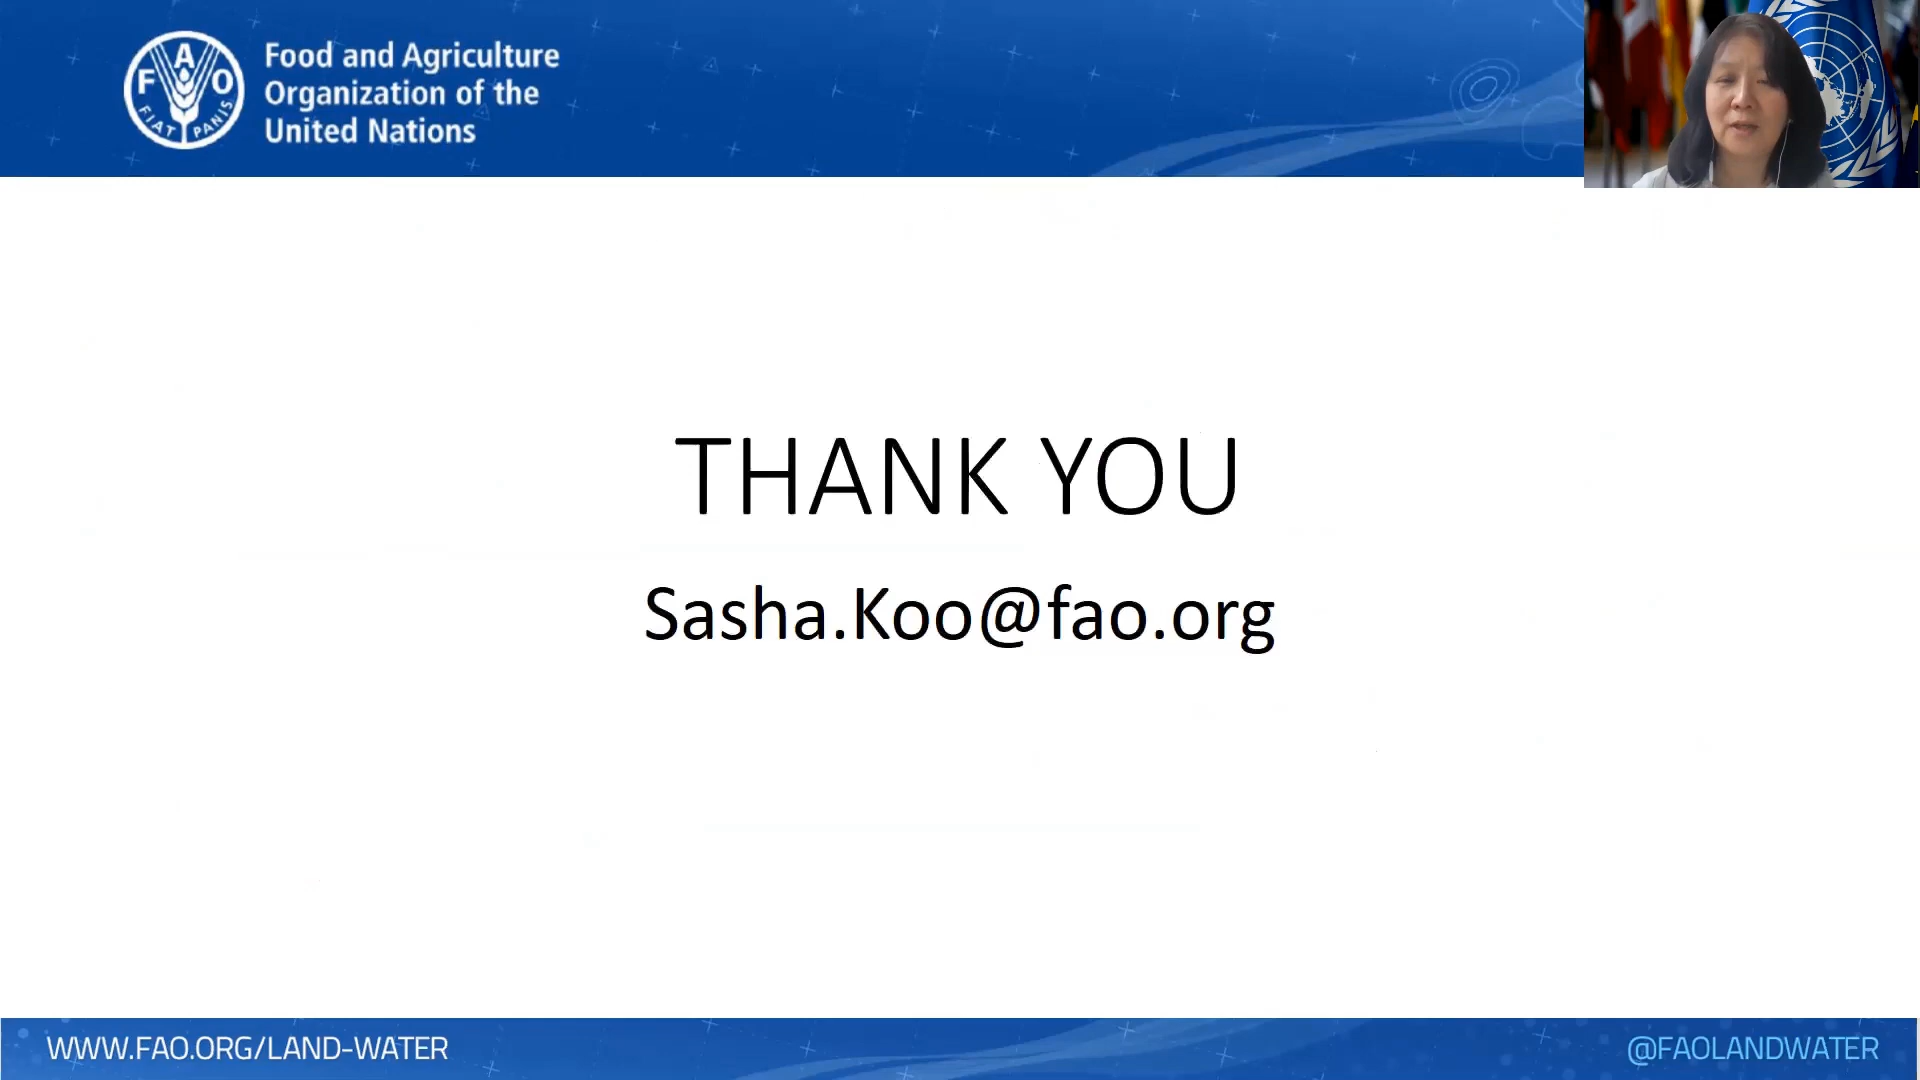 F A O
FIAT PANIS
Food and Agriculture
Organization of the
United Nations
THANK YOU
Sasha.Koo@fao.org
WWW.FAO.ORG/LAND-WATER
@FAOLANDWATER